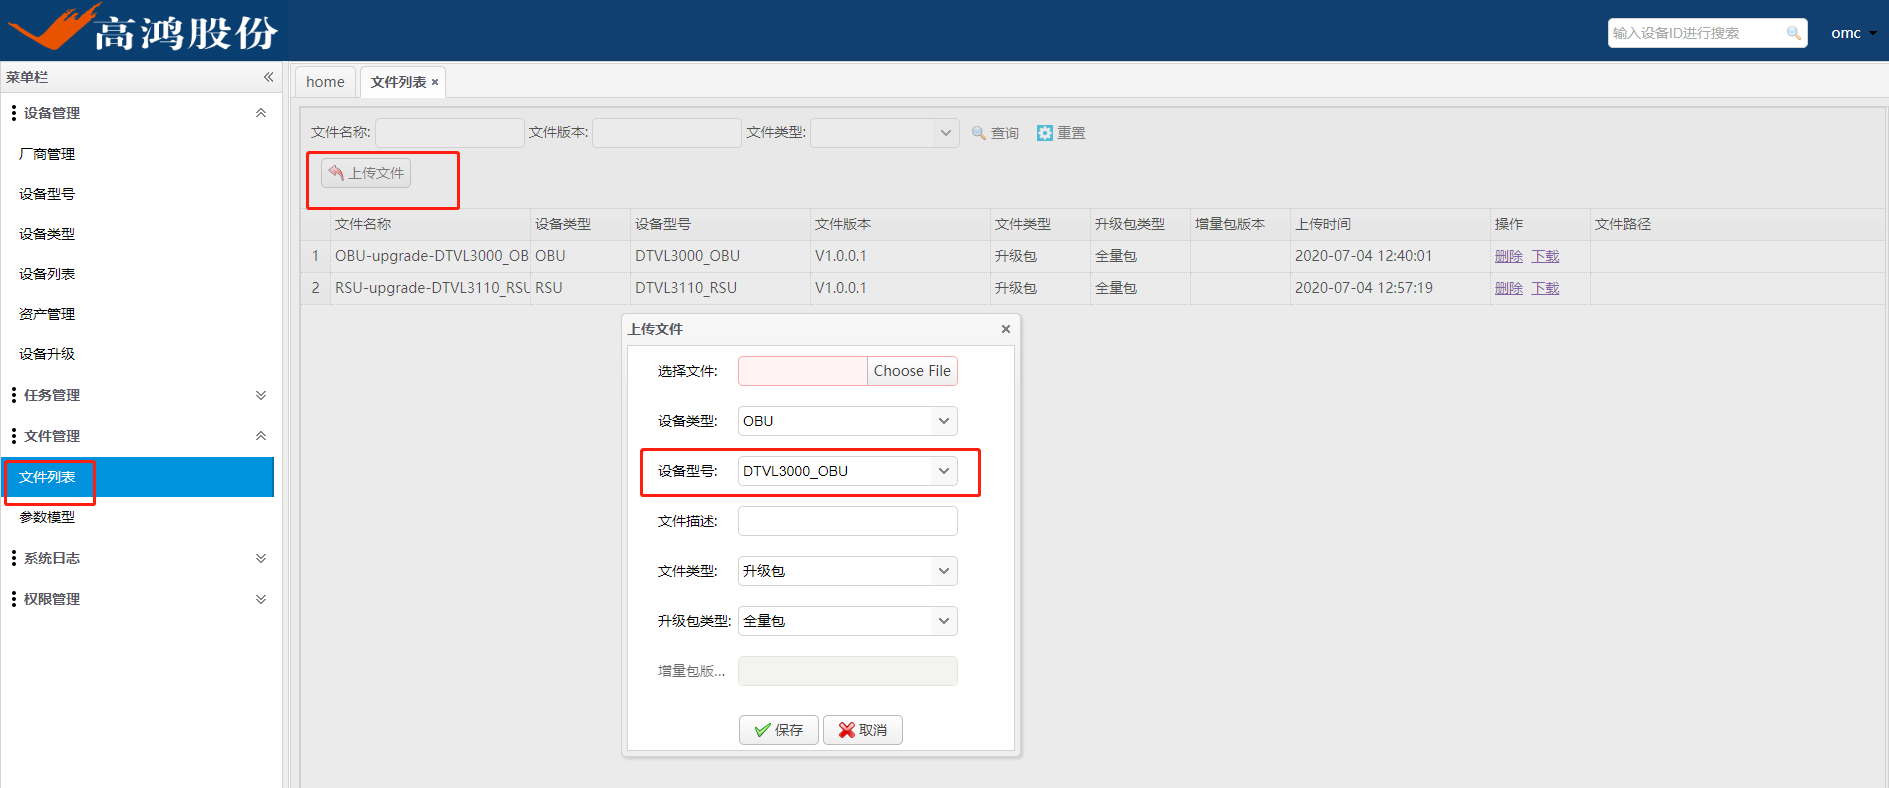 高鸿股份
输入设备ID进行搜索
omc
菜单栏
设备管理
厂商管理
设备型号
设备类型
设备列表
资产管理
设备升级
任务管理
文件管理
文件列表
参数模型
系统日志
权限管理
home 文件列表
文件名称: 文件版本: 文件类型: 查询 重置
上传文件
文件名称 设备类型 设备型号 文件版本 文件类型 升级包类型 增量包版本 上传时间 操作 文件路径
1 OBU-upgrade-DTVL3000_OB OBU DTVL3000_OBU V1.0.0.1 升级包 全量包 2020-07-04 12:40:01 删除 下载
2 RSU-upgrade-DTVL3110_RSU RSU DTVL3110_RSU V1.0.0.1 升级包 全量包 2020-07-04 12:57:19 删除 下载
上传文件
选择文件: Choose File
设备类型: OBU
设备型号: DTVL3000_OBU
文件描述:
文件类型: 升级包
升级包类型: 全量包
增量包版...
保存 取消